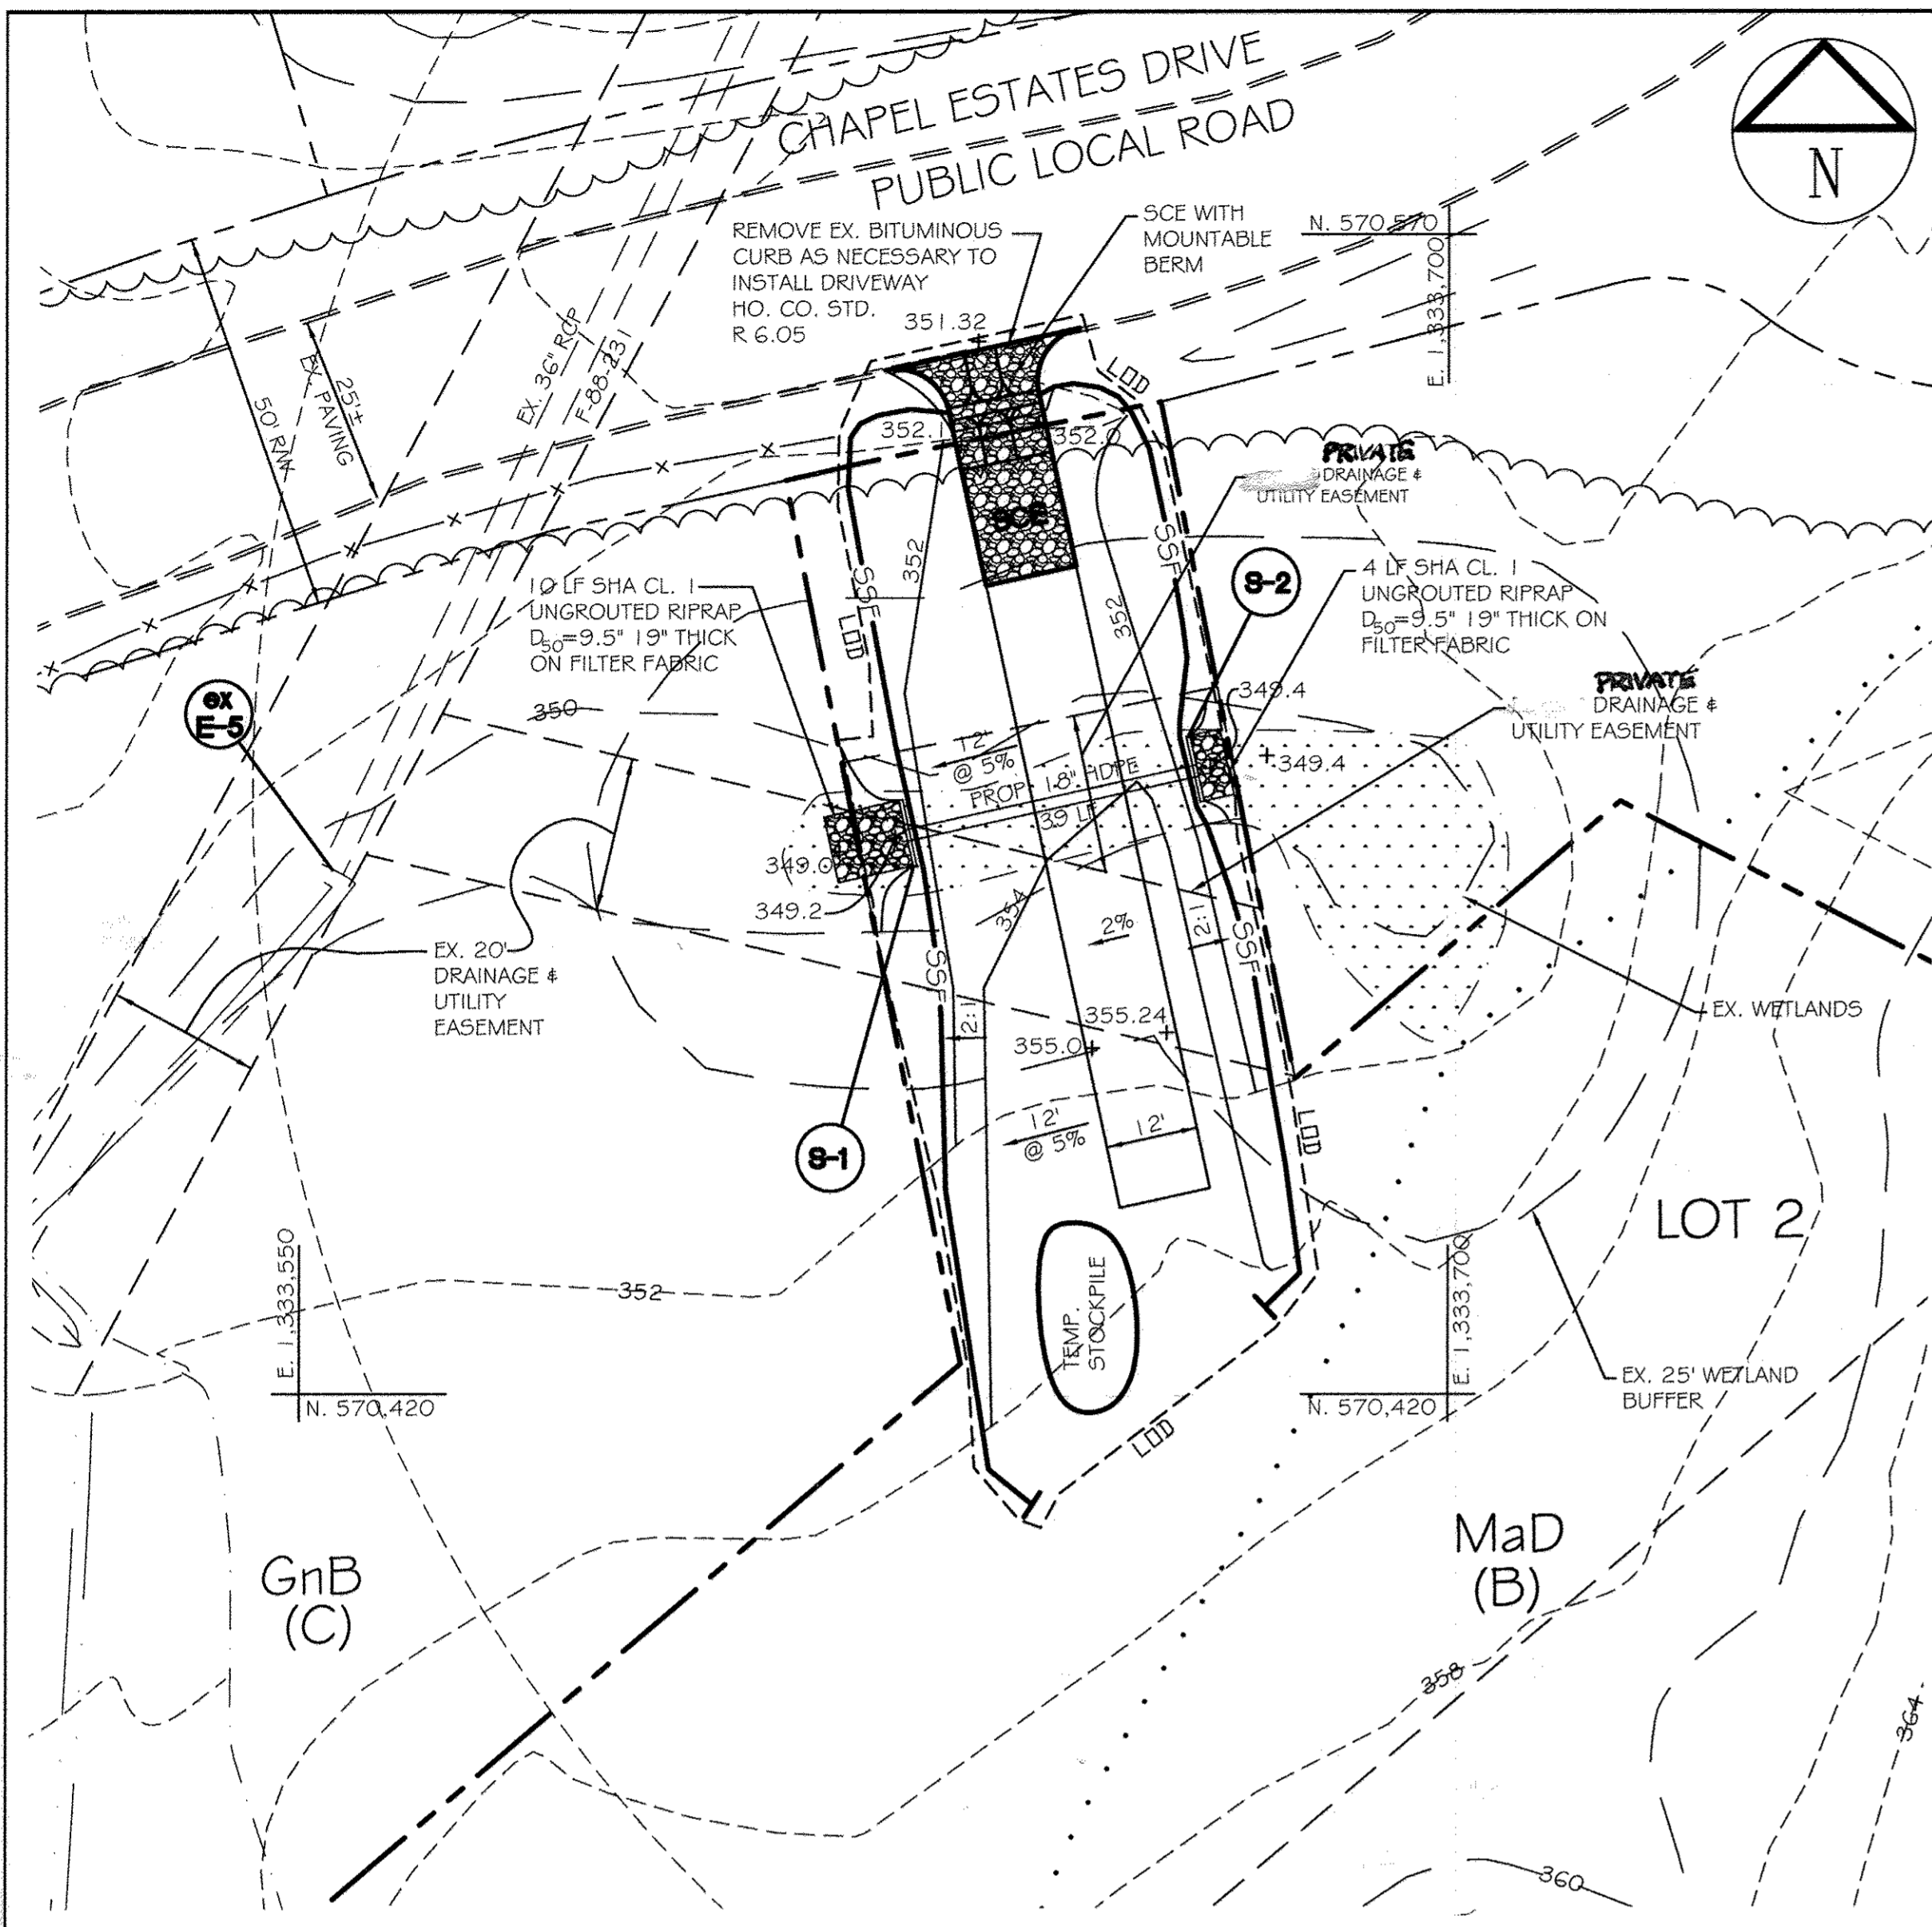 CHAPEL ESTATES DRIVE
PUBLIC LOCAL ROAD
N
REMOVE EX. BITUMINOUS
CURB AS NECESSARY TO
INSTALL DRIVEWAY
HO. CO. STD.
R 6.05
351.32
SCE WITH
MOUNTABLE
BERM
N. 570,570
E. 1,333,700
50' R/W
25'±
EX. PAVING
EX. 36" RCP
F-88-231
LOD
352.1
352.0
PRIVATE
DRAINAGE &
UTILITY EASEMENT
SCE
352
SSF
LOD
SSF
352
S-2
10 LF SHA CL. 1
UNGROUTED RIPRAP
D50=9.5" 19" THICK
ON FILTER FABRIC
4 LF SHA CL. 1
UNGROUTED RIPRAP
D50=9.5" 19" THICK ON
FILTER FABRIC
ex
E-5
350
349.4
349.4
PRIVATE
DRAINAGE &
UTILITY EASEMENT
12'
@ 5%
PROP. 18" HDPE
39 LF
349.0
349.2
354
2%
2:1
SSF
EX. 20'
DRAINAGE &
UTILITY
EASEMENT
SSF
2:1
355.24
355.0
EX. WETLANDS
12'
@ 5%
12'
LOD
S-1
LOT 2
E. 1,333,550
N. 570,420
352
TEMP.
STOCKPILE
E. 1,333,700
N. 570,420
EX. 25' WETLAND
BUFFER
LOD
GnB
(C)
MaD
(B)
358
364
360